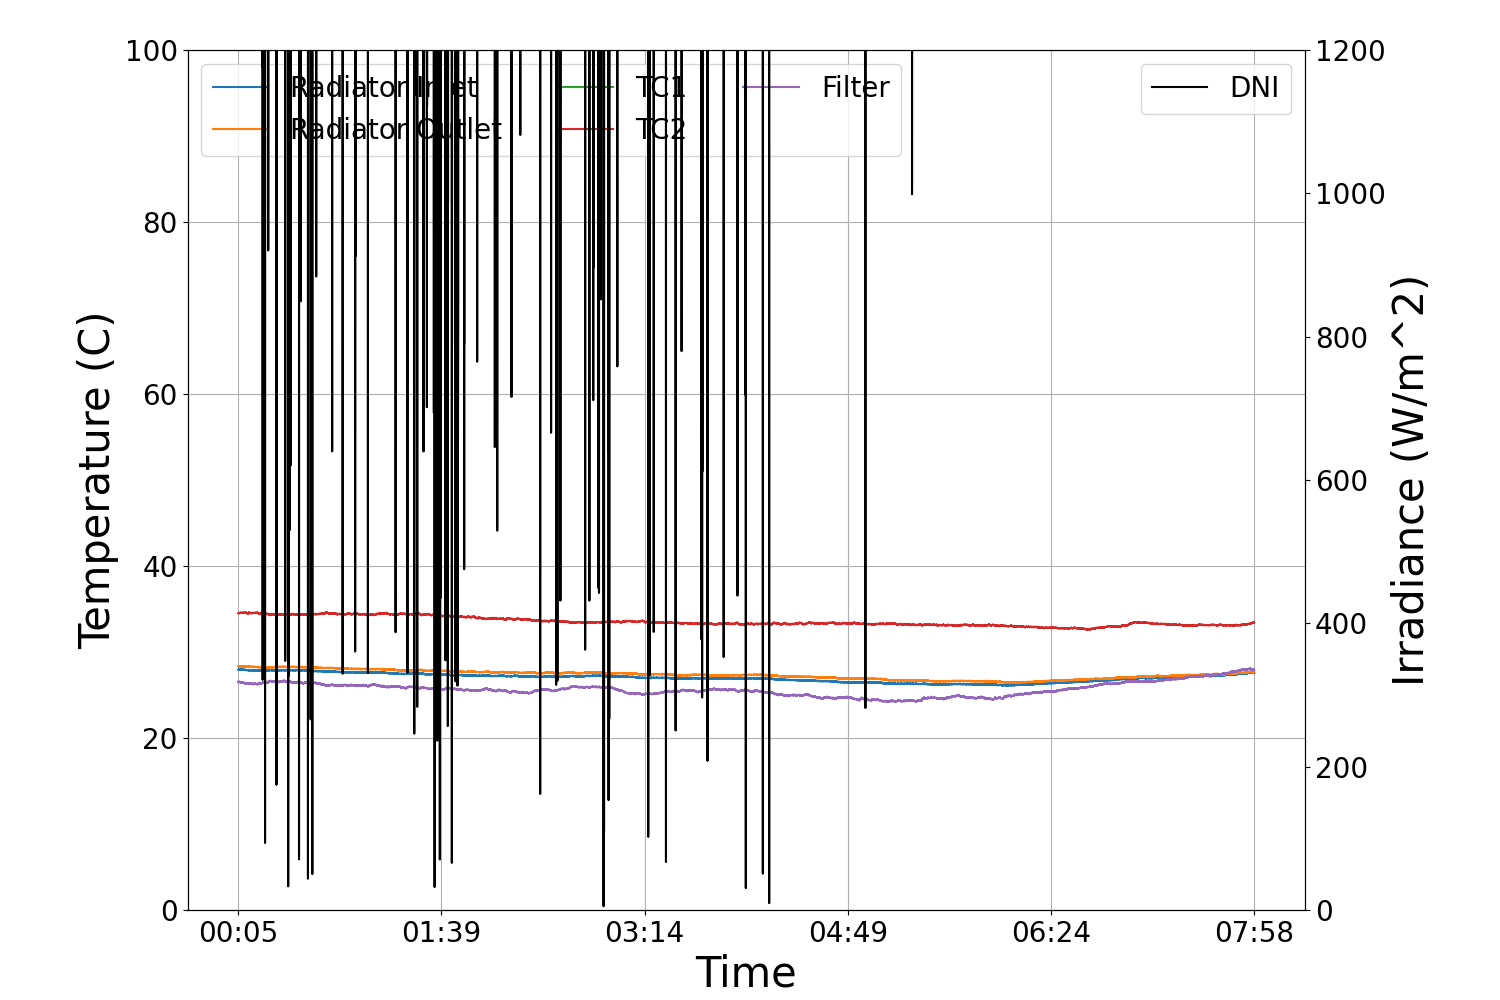 100
80
60
40
20
0
Temperature (C)
Radiator Inlet
Radiator Outlet
TC1
TC2
Filter
DNI
1200
1000
800
600
400
200
0
Irradiance (W/m^2)
00:05 01:39 03:14 04:49 06:24 07:58
Time